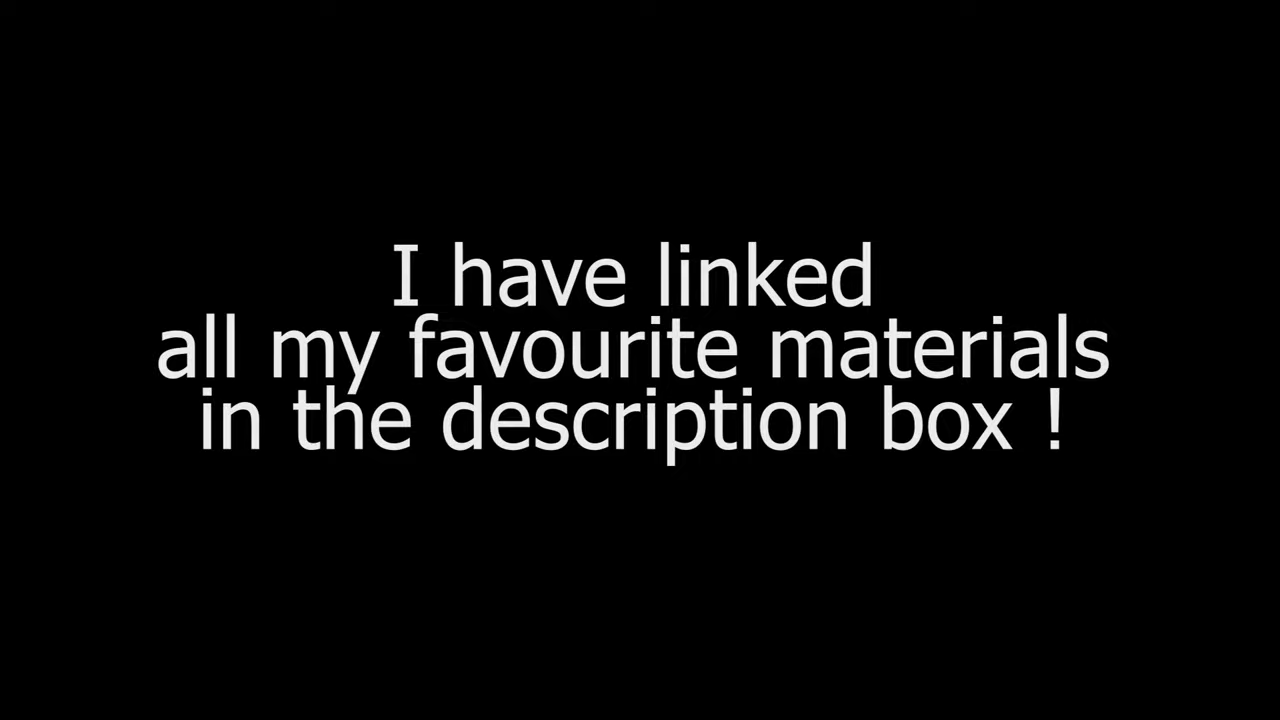 I have linked
all my favourite materials
in the description box !